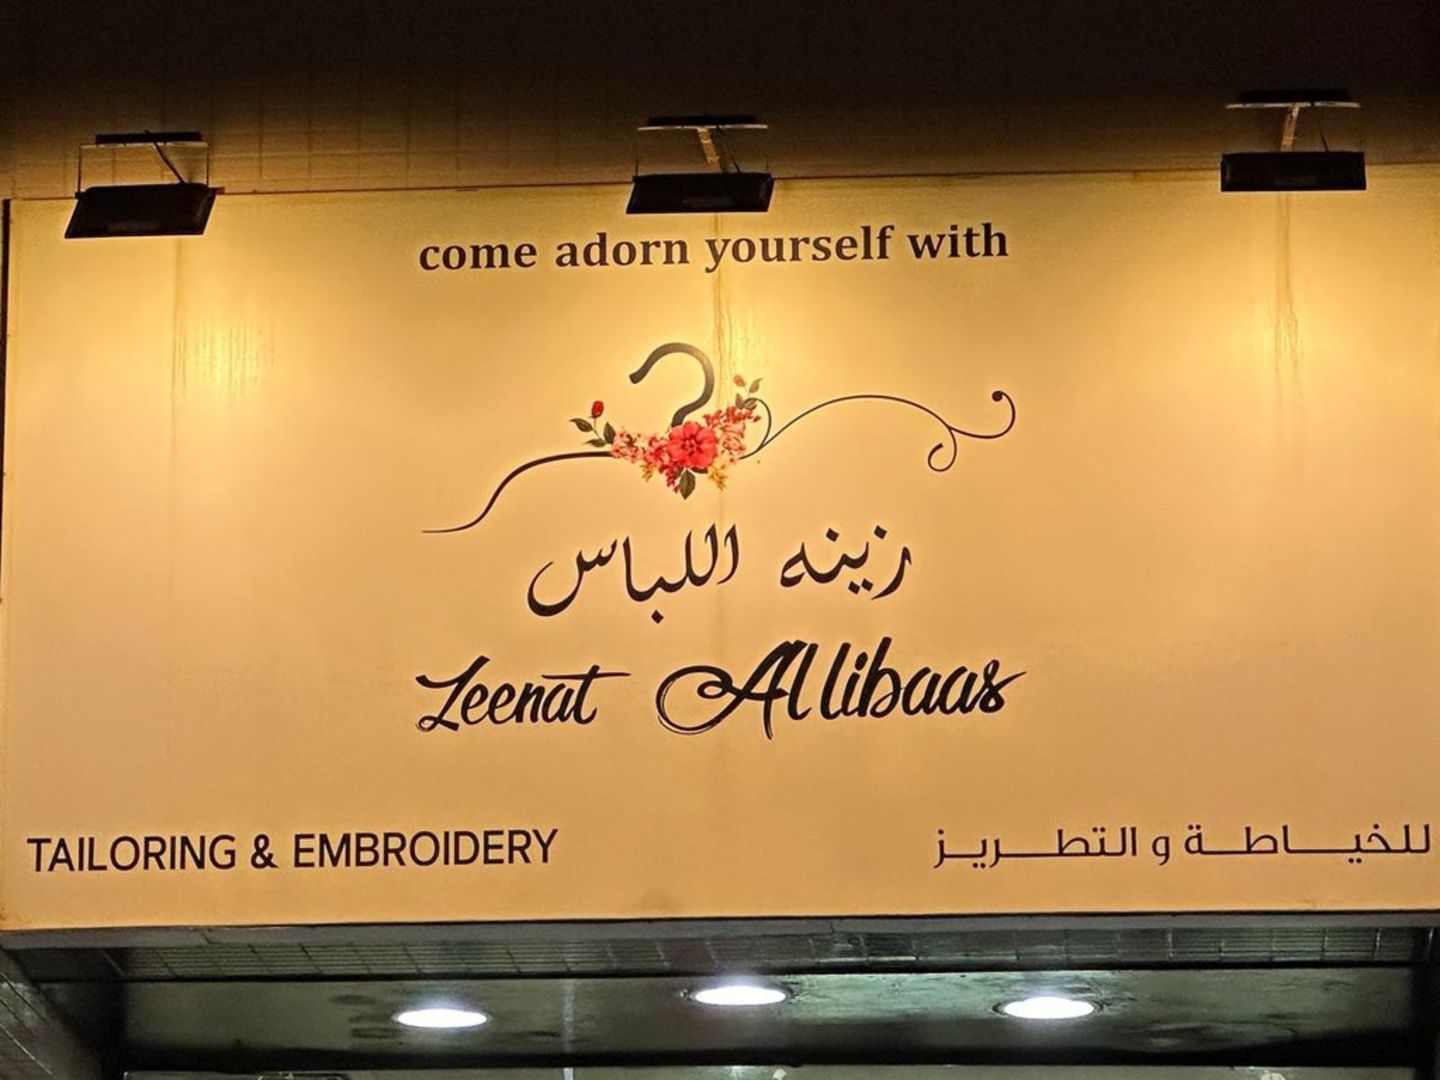 come adorn yourself with
زينه اللباس
Zeenat Al libaas
TAILORING & EMBROIDERY
للخياطة و التطريز